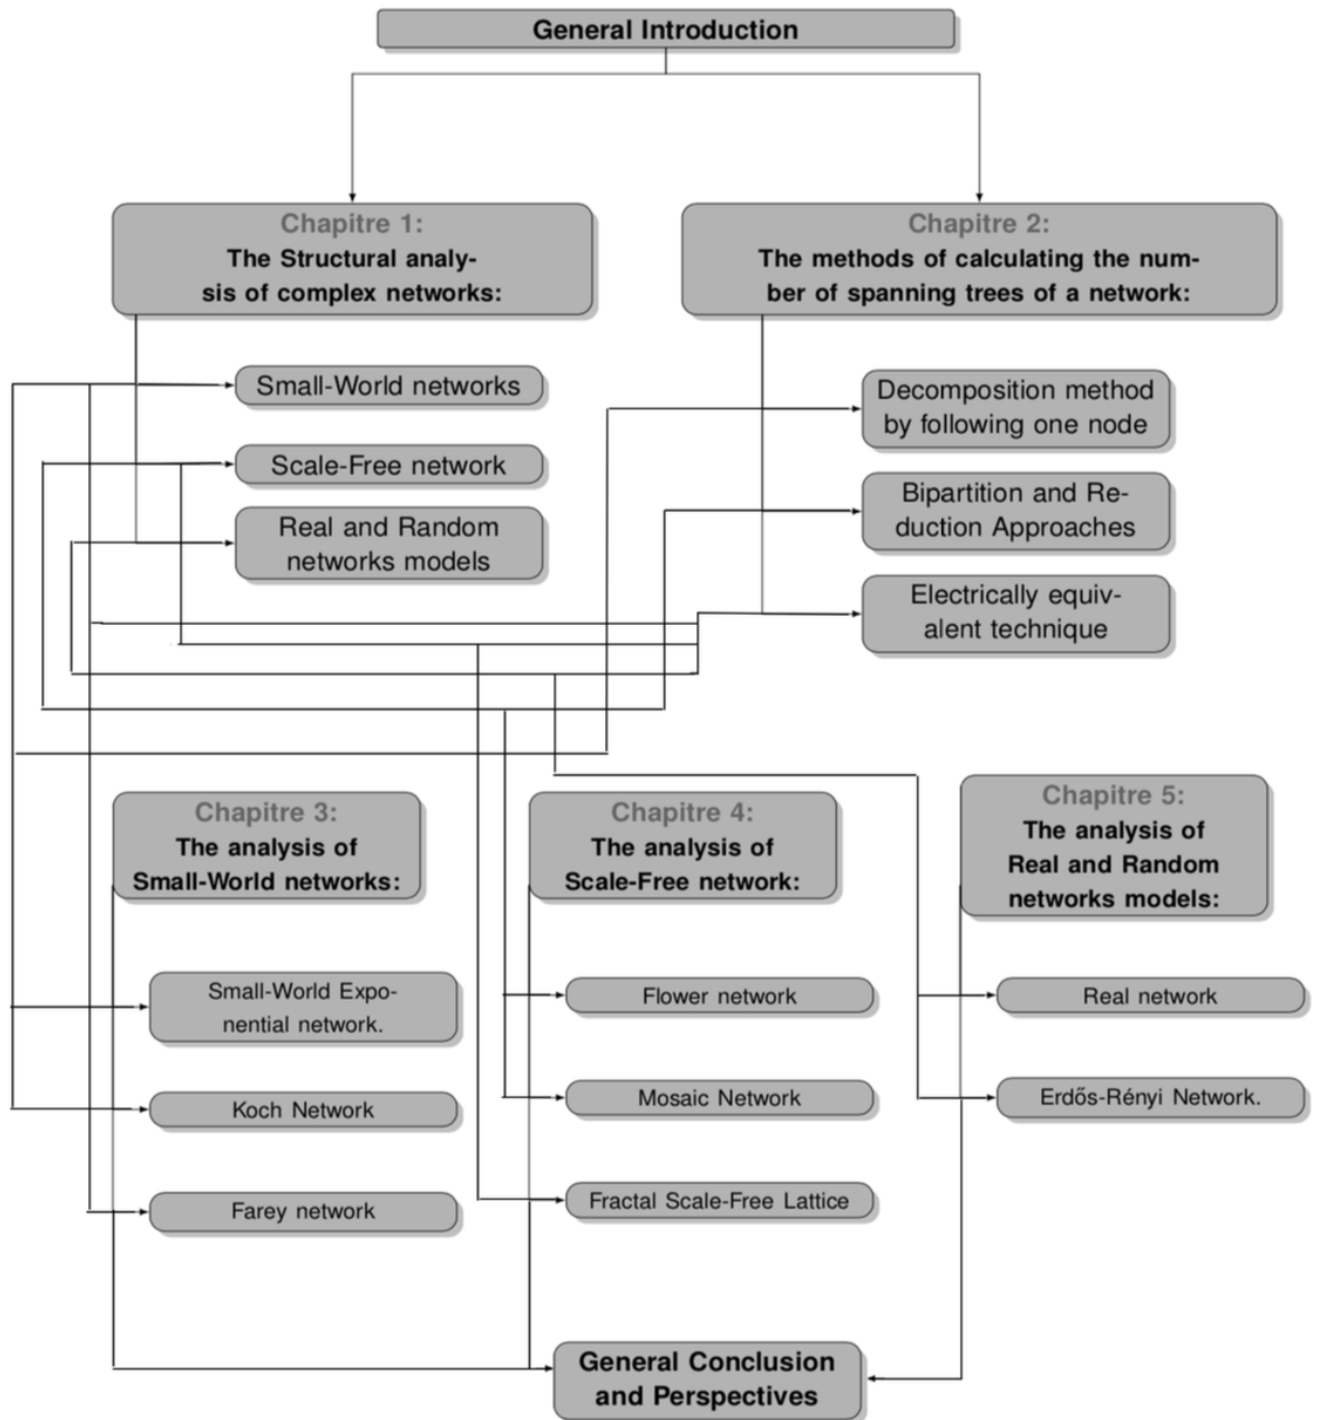 General Introduction
Chapitre 1:
The Structural analy-
sis of complex networks:
Chapitre 2:
The methods of calculating the num-
ber of spanning trees of a network:
Small-World networks
Scale-Free network
Real and Random
networks models
Decomposition method
by following one node
Bipartition and Re-
duction Approaches
Electrically equiv-
alent technique
Chapitre 3:
The analysis of
Small-World networks:
Chapitre 4:
The analysis of
Scale-Free network:
Chapitre 5:
The analysis of
Real and Random
networks models:
Small-World Expo-
nential network.
Koch Network
Farey network
Flower network
Mosaic Network
Fractal Scale-Free Lattice
Real network
Erdős-Rényi Network.
General Conclusion
and Perspectives